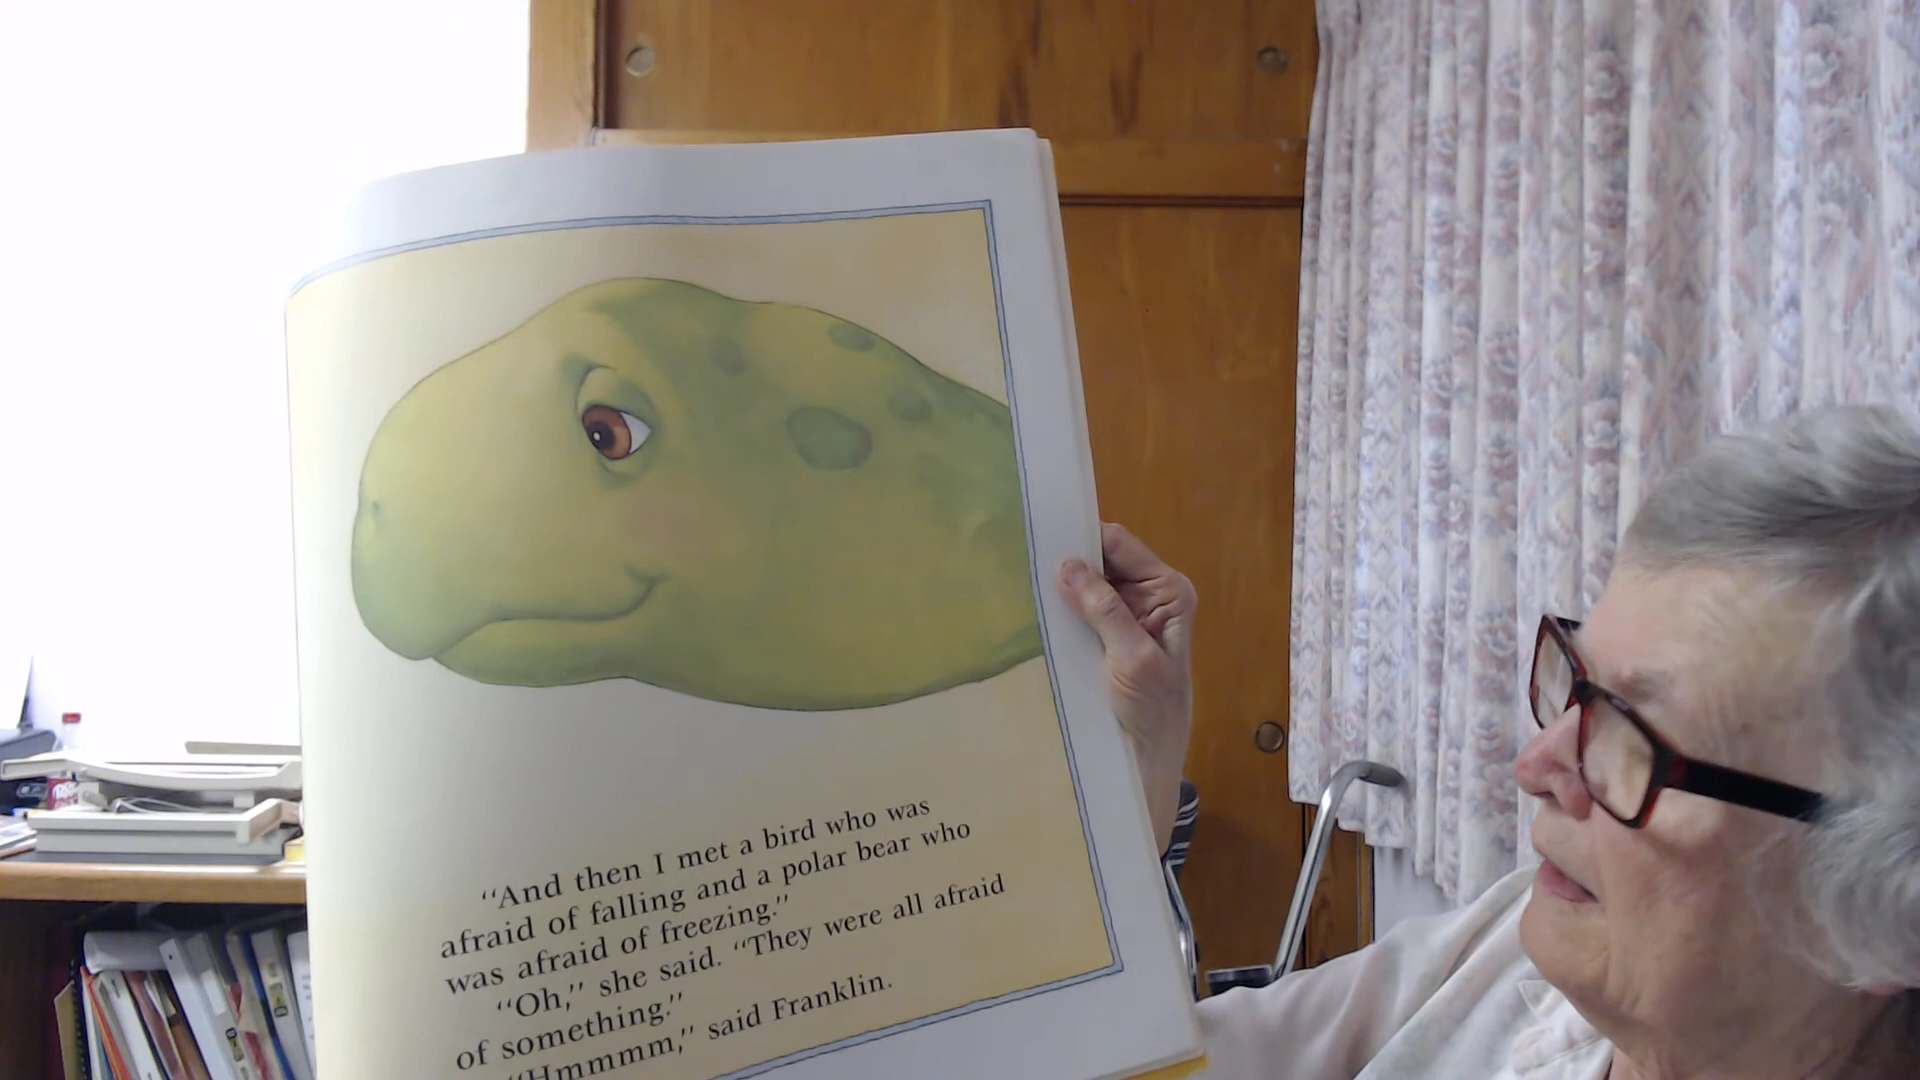 “And then I met a bird who was
afraid of falling and a polar bear who
was afraid of freezing.”
“Oh,” she said. “They were all afraid
of something.”
“Hmmmm,” said Franklin.